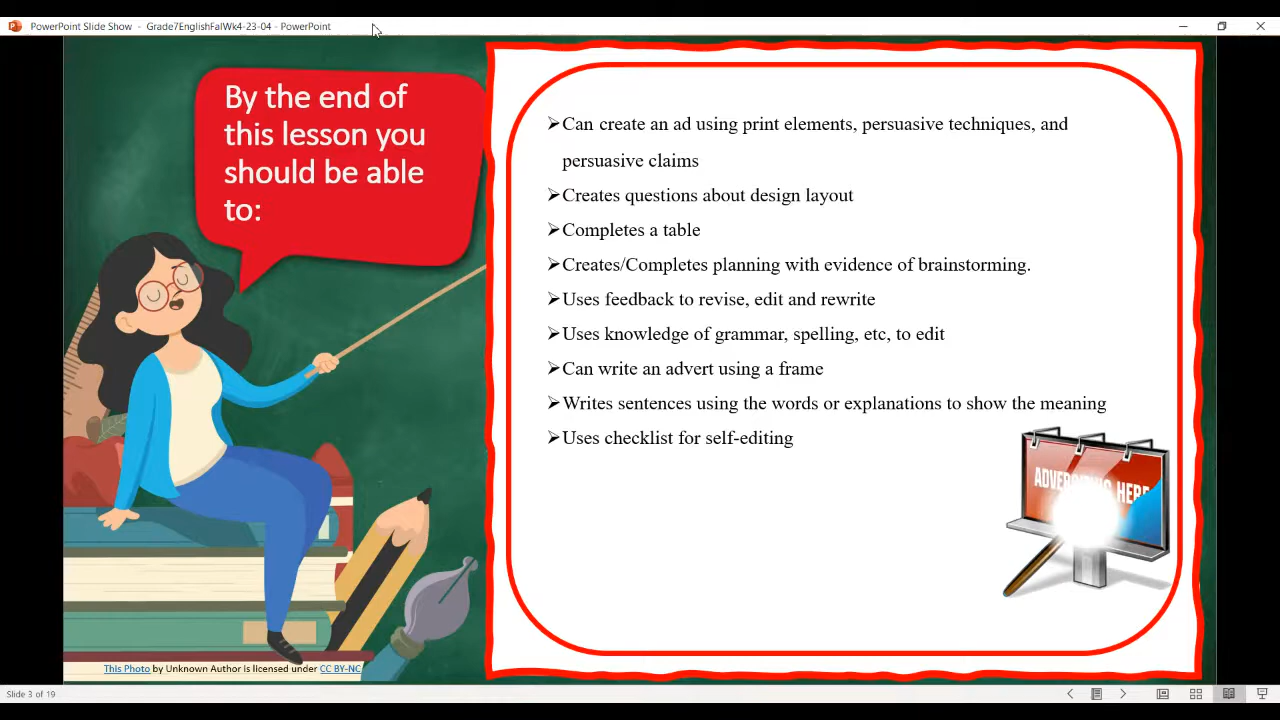 PowerPoint Slide Show - Grade7EnglishFalWk4-23-04 - PowerPoint
By the end of
this lesson you
should be able
to:
➢Can create an ad using print elements, persuasive techniques, and
persuasive claims
➢Creates questions about design layout
➢Completes a table
➢Creates/Completes planning with evidence of brainstorming.
➢Uses feedback to revise, edit and rewrite
➢Uses knowledge of grammar, spelling, etc, to edit
➢Can write an advert using a frame
➢Writes sentences using the words or explanations to show the meaning
➢Uses checklist for self-editing
HERE
This Photo by Unknown Author is licensed under CC BY-NC
Slide 3 of 19